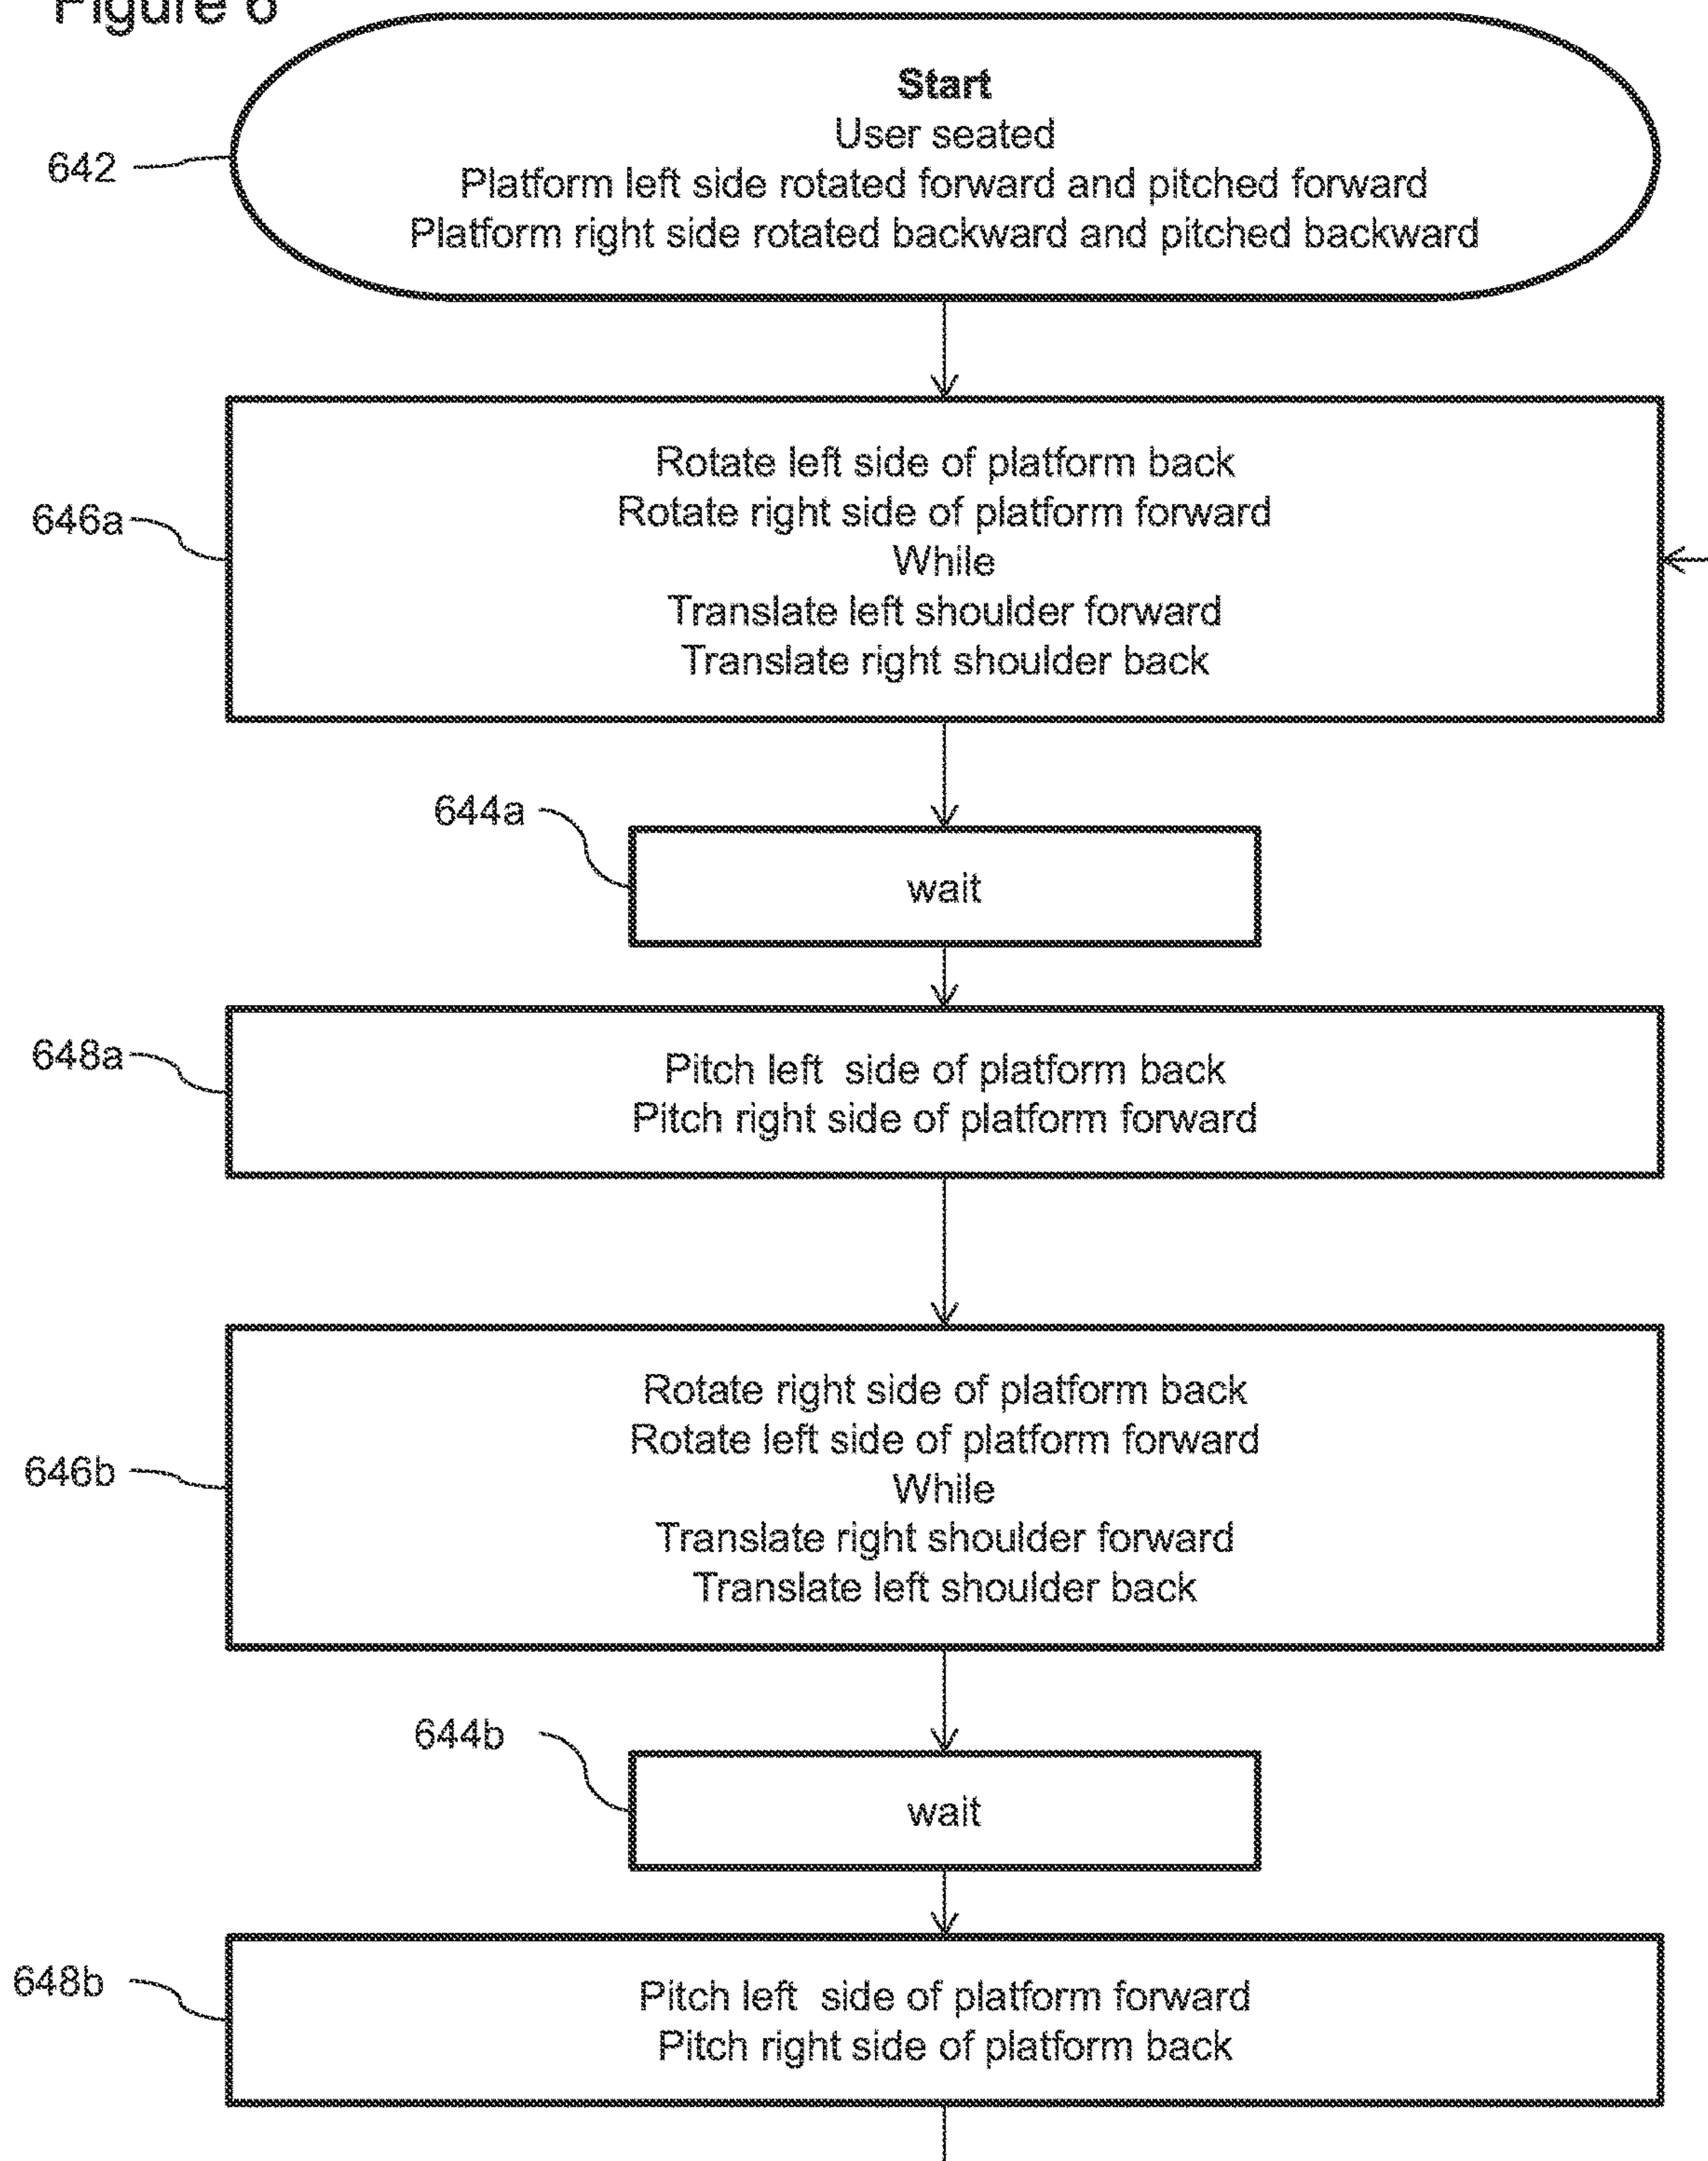 Figure 6
Start
User seated
Platform left side rotated forward and pitched forward
Platform right side rotated backward and pitched backward
642
Rotate left side of platform back
Rotate right side of platform forward
While
Translate left shoulder forward
Translate right shoulder back
646a
644a
wait
648a
Pitch left side of platform back
Pitch right side of platform forward
Rotate right side of platform back
Rotate left side of platform forward
While
Translate right shoulder forward
Translate left shoulder back
646b
644b
wait
648b
Pitch left side of platform forward
Pitch right side of platform back